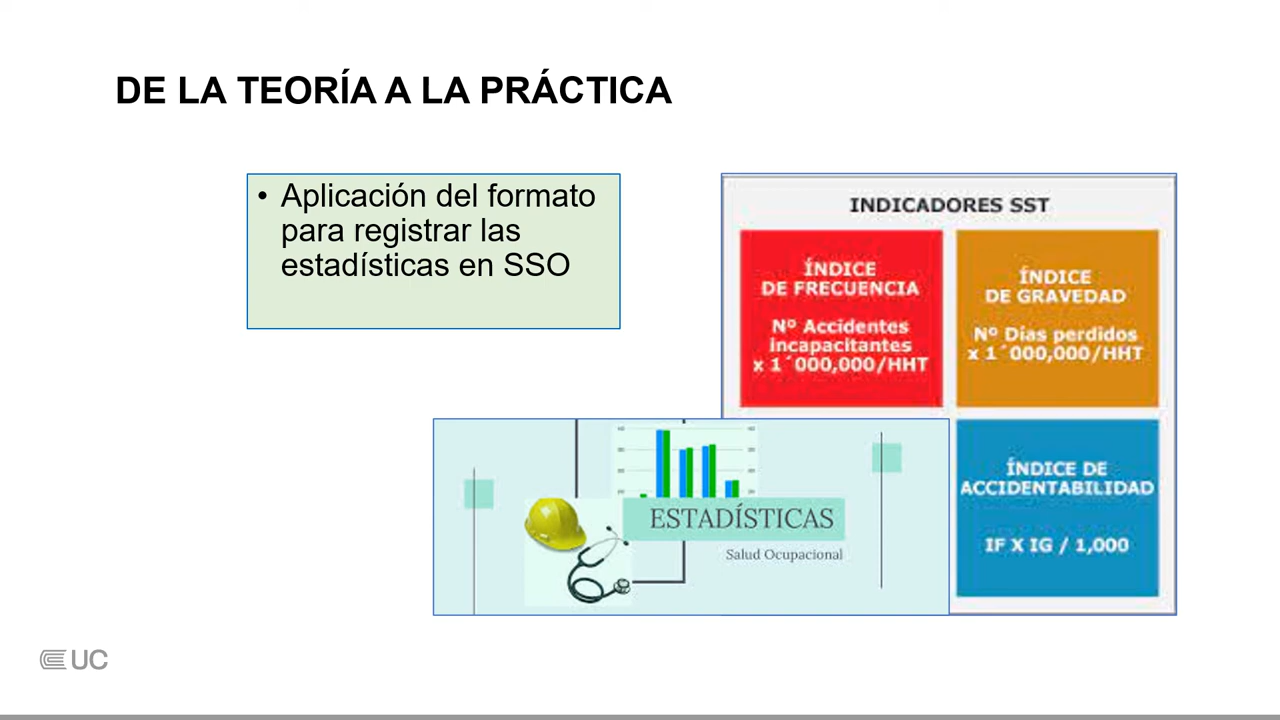 DE LA TEORÍA A LA PRÁCTICA
• Aplicación del formato
para registrar las
estadísticas en SSO
INDICADORES SST
ÍNDICE
DE FRECUENCIA
Nº Accidentes
incapacitantes
x 1´000,000/HHT
ÍNDICE
DE GRAVEDAD
Nº Días perdidos
x 1´000,000/HHT
ÍNDICE DE
ACCIDENTABILIDAD
IF X IG / 1,000
ESTADÍSTICAS
Salud Ocupacional
UC